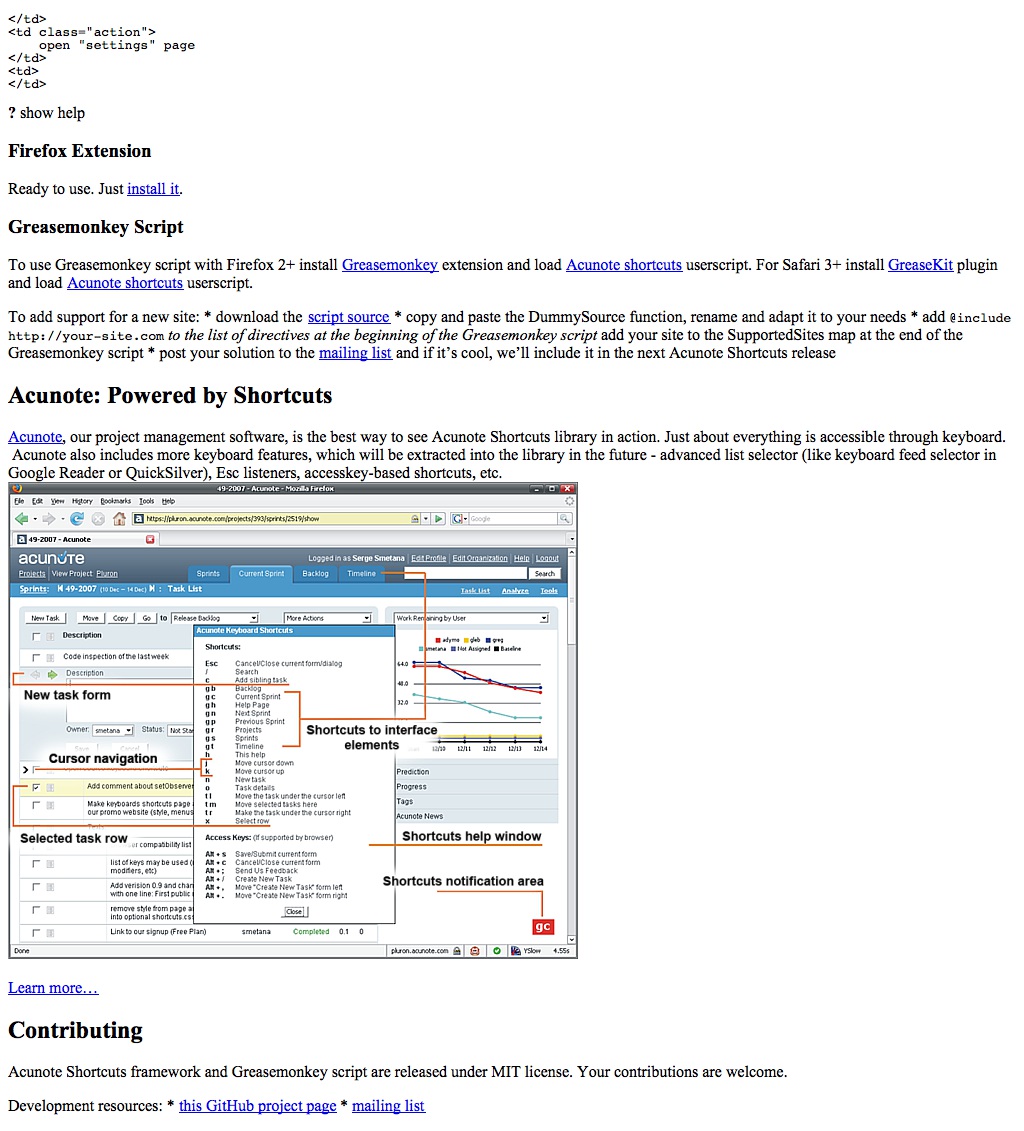 </td>
<td class="action">
    open "settings" page
</td>
<td>
</td>
? show help
Firefox Extension
Ready to use. Just install it.
Greasemonkey Script
To use Greasemonkey script with Firefox 2+ install Greasemonkey extension and load Acunote shortcuts userscript. For Safari 3+ install GreaseKit plugin
and load Acunote shortcuts userscript.
To add support for a new site: * download the script source * copy and paste the DummySource function, rename and adapt it to your needs * add @include
http://your-site.com to the list of directives at the beginning of the Greasemonkey script add your site to the SupportedSites map at the end of the
Greasemonkey script * post your solution to the mailing list and if it’s cool, we’ll include it in the next Acunote Shortcuts release
Acunote: Powered by Shortcuts
Acunote, our project management software, is the best way to see Acunote Shortcuts library in action. Just about everything is accessible through keyboard.
Acunote also includes more keyboard features, which will be extracted into the library in the future - advanced list selector (like keyboard feed selector in
Google Reader or QuickSilver), Esc listeners, accesskey-based shortcuts, etc.
49-2007 - Acunote - Mozilla Firefox
File Edit View History Bookmarks Tools Help
https://pluron.acunote.com/projects/393/sprints/2519/show
Google
49-2007 - Acunote
acunote
Logged in as Serge Smetana | Edit Profile | Edit Organization | Help | Logout
Projects | View Project: Pluron
Sprints Current Sprint Backlog Timeline
Search
Sprints: 49-2007 (10 Dec – 14 Dec) : Task List
Task List Analyze Tools
New Task Move Copy Go to Release Backlog More Actions
Work Remaining by User
Description
adymo gleb greg
smetana Not Assigned Baseline
64.0
48.0
32.0
12/10 12/11 12/12 12/13 12/14
Code inspection of the last week
Description
New task form
Owner: smetana Status: Not Star
Save Cancel
Cursor navigation
Add comment about setObserver
Make keyboards shortcuts page
our promo website (style, menus
Selected task row
or compatibility list
list of keys may be used
modifiers, etc)
Add verision 0.9 and chan
with one line: First public
remove style from page a
into optional shortcuts.css
Link to our signup (Free Plan) smetana Completed 0.1 0
Acunote Keyboard Shortcuts
Shortcuts:
Esc Cancel/Close current form/dialog
/ Search
c Add sibling task
g b Backlog
g c Current Sprint
g h Help Page
g n Next Sprint
g p Previous Sprint
g r Projects
g s Sprints
g t Timeline
h This help
j Move cursor down
k Move cursor up
n New task
o Task details
t l Move the task under the cursor left
t m Move selected tasks here
t r Make the task under the cursor right
x Select row
Access Keys: (if supported by browser)
Alt + s Save/Submit current form
Alt + c Cancel/Close current form
Alt + ; Send Us Feedback
Alt + / Create New Task
Alt + , Move "Create New Task" form left
Alt + . Move "Create New Task" form right
Close
Shortcuts to interface
elements
Prediction
Progress
Tags
Acunote News
Shortcuts help window
Shortcuts notification area
gc
Done
pluron.acunote.com YSlow 4.55s
Learn more…
Contributing
Acunote Shortcuts framework and Greasemonkey script are released under MIT license. Your contributions are welcome.
Development resources: * this GitHub project page * mailing list